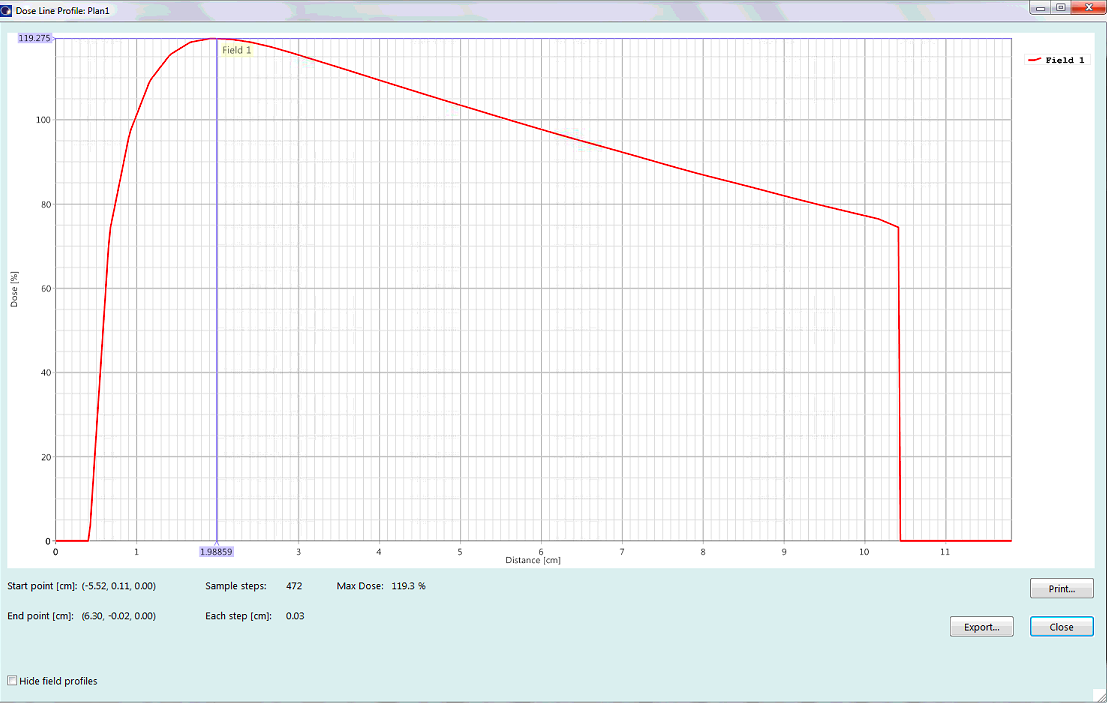 Dose Line Profile: Plan1
119.275
Field 1
Field 1
100
80
60
40
20
0
Dose [%]
0 1 1.98859 3 4 5 6 7 8 9 10 11
Distance [cm]
Start point [cm]: (-5.52, 0.11, 0.00) Sample steps: 472 Max Dose: 119.3 %
Print...
End point [cm]: (6.30, -0.02, 0.00) Each step [cm]: 0.03
Export... Close
Hide field profiles